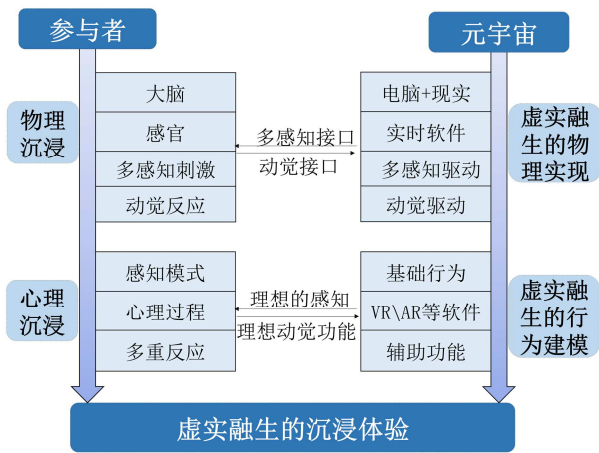 参与者
元宇宙
物理
沉浸
大脑
感官
多感知刺激
动觉反应
多感知接口
动觉接口
电脑+现实
实时软件
多感知驱动
动觉驱动
虚实融
生的物
理实现
心理
沉浸
感知模式
心理过程
多重反应
理想的感知
理想动觉功能
基础行为
VR\AR等软件
辅助功能
虚实融
生的行
为建模
虚实融生的沉浸体验